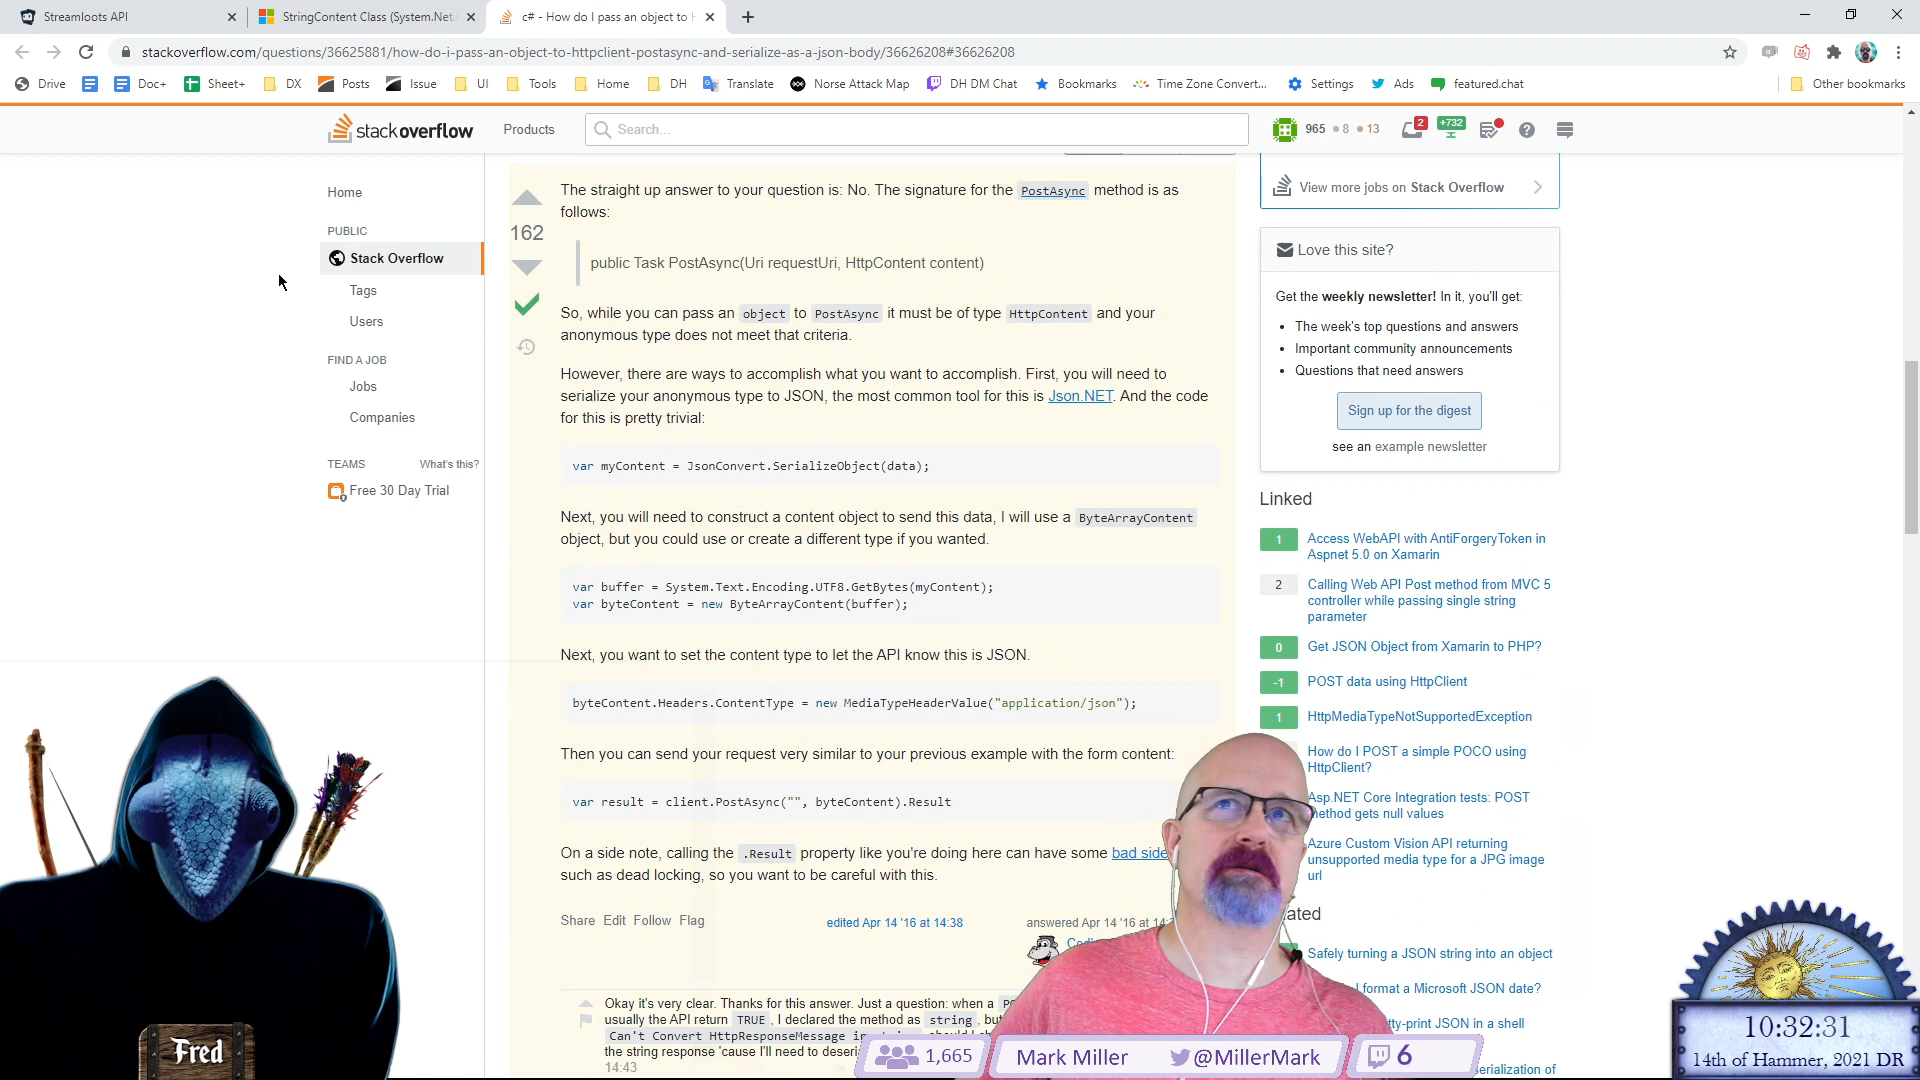 Streamloots API
StringContent Class (System.Net.
c# - How do I pass an object to H
stackoverflow.com/questions/36625881/how-do-i-pass-an-object-to-httpclient-postasync-and-serialize-as-a-json-body/36626208#36626208
Drive Doc+ Sheet+ DX Posts Issue UI Tools Home DH Translate Norse Attack Map DH DM Chat Bookmarks Time Zone Convert... Settings Ads featured.chat Other bookmarks
stackoverflow Products Search... 965 8 13 2 +732
Home
PUBLIC
Stack Overflow
Tags
Users
FIND A JOB
Jobs
Companies
TEAMS What's this?
Free 30 Day Trial
162
The straight up answer to your question is: No. The signature for the PostAsync method is as
follows:
public Task PostAsync(Uri requestUri, HttpContent content)
So, while you can pass an object to PostAsync it must be of type HttpContent and your
anonymous type does not meet that criteria.
However, there are ways to accomplish what you want to accomplish. First, you will need to
serialize your anonymous type to JSON, the most common tool for this is Json.NET. And the code
for this is pretty trivial:
var myContent = JsonConvert.SerializeObject(data);
Next, you will need to construct a content object to send this data, I will use a ByteArrayContent
object, but you could use or create a different type if you wanted.
var buffer = System.Text.Encoding.UTF8.GetBytes(myContent);
var byteContent = new ByteArrayContent(buffer);
Next, you want to set the content type to let the API know this is JSON.
byteContent.Headers.ContentType = new MediaTypeHeaderValue("application/json");
Then you can send your request very similar to your previous example with the form content:
var result = client.PostAsync("", byteContent).Result
On a side note, calling the .Result property like you're doing here can have some bad side
such as dead locking, so you want to be careful with this.
Share Edit Follow Flag
edited Apr 14 '16 at 14:38
answered Apr 14 '16 at
Okay it's very clear. Thanks for this answer. Just a question: when a
usually the API return TRUE, I declared the method as string,
Can't Convert HttpResponseMessage
the string response 'cause I'll need to
14:43
View more jobs on Stack Overflow
Love this site?
Get the weekly newsletter! In it, you'll get:
The week's top questions and answers
Important community announcements
Questions that need answers
Sign up for the digest
see an example newsletter
Linked
1 Access WebAPI with AntiForgeryToken in
Aspnet 5.0 on Xamarin
2 Calling Web API Post method from MVC 5
controller while passing single string
parameter
0 Get JSON Object from Xamarin to PHP?
-1 POST data using HttpClient
1 HttpMediaTypeNotSupportedException
How do I POST a simple POCO using
HttpClient?
Asp.NET Core Integration tests: POST
method gets null values
Azure Custom Vision API returning
unsupported media type for a JPG image
url
Safely turning a JSON string into an object
I format a Microsoft JSON date?
JSON in a shell
Fred
1,665
Mark Miller @MillerMark
6
10:32:31
14th of Hammer, 2021 DR